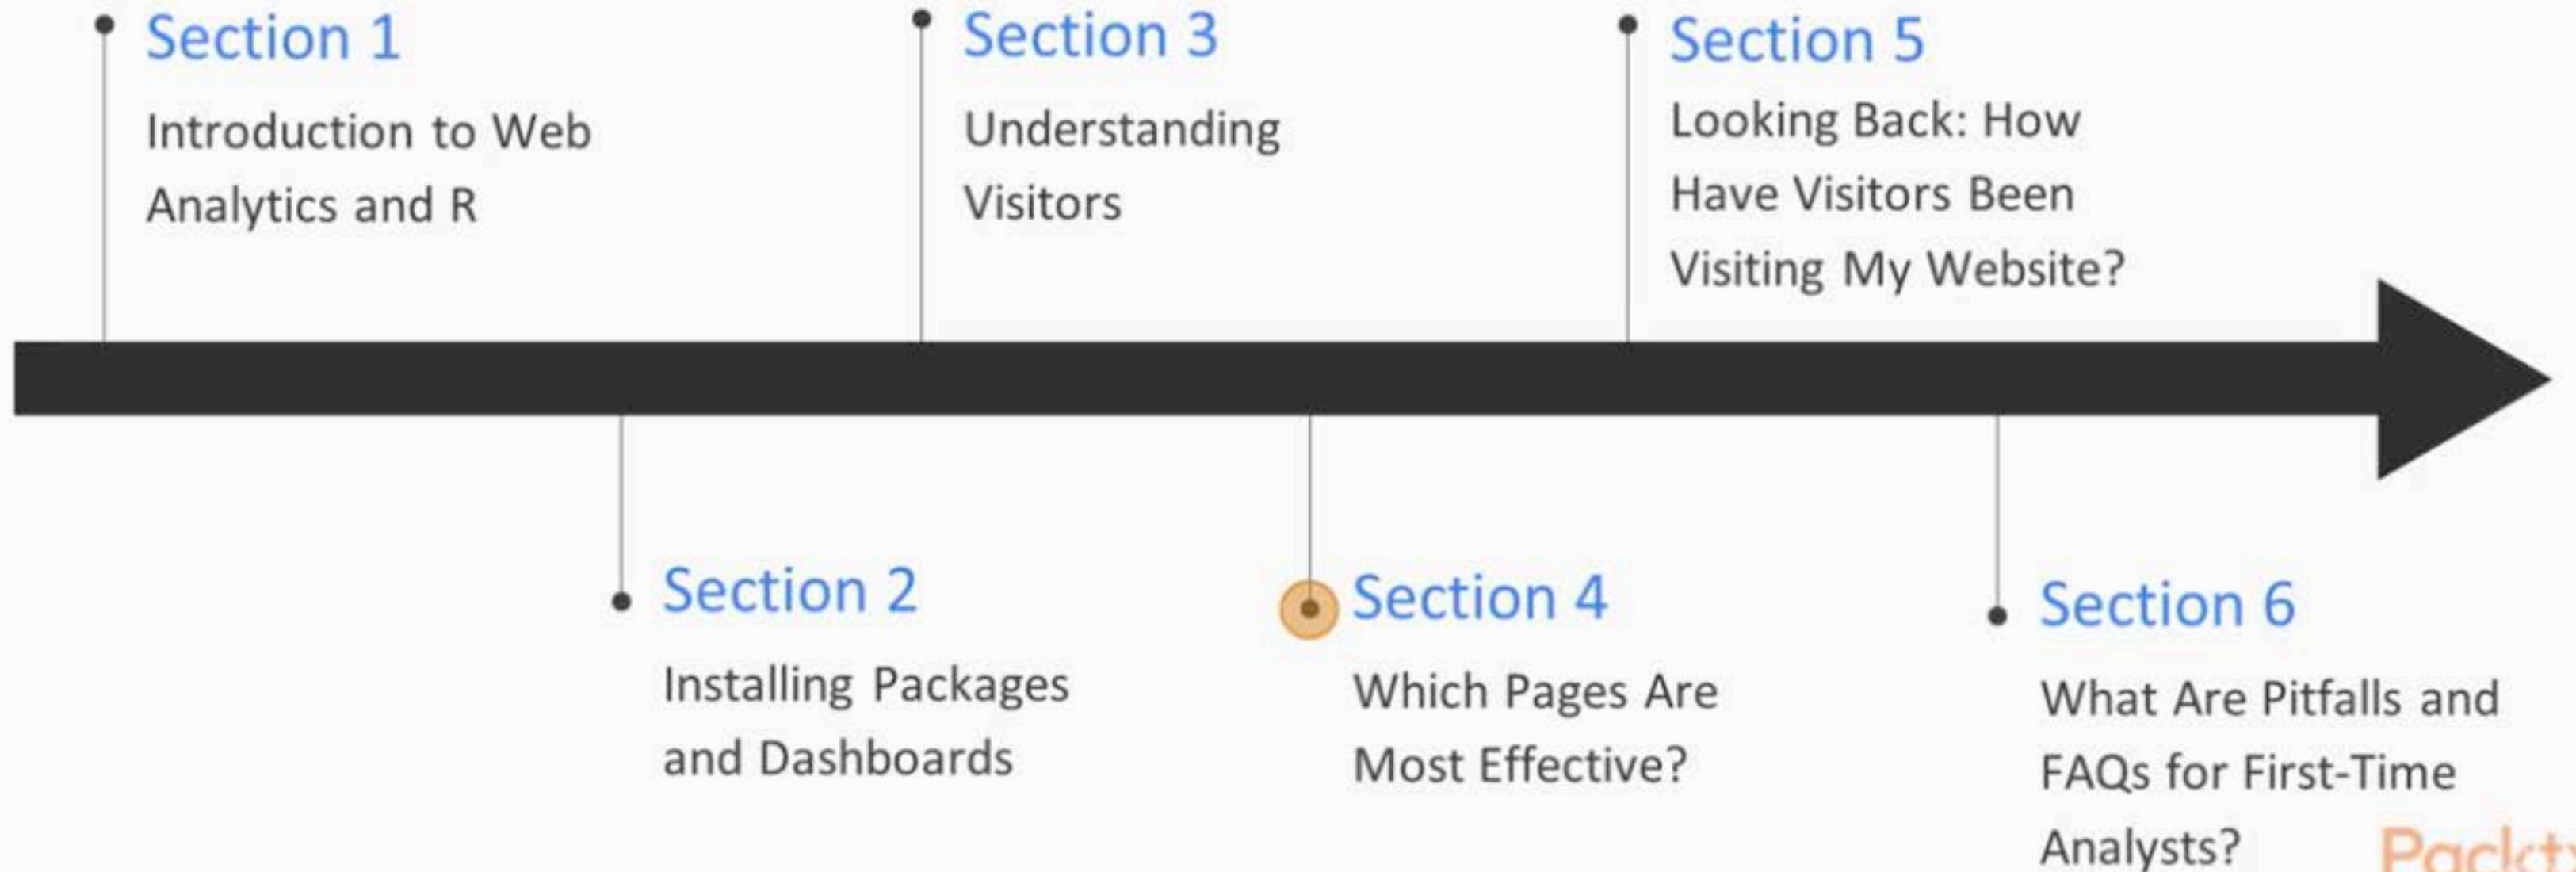 Section 1
Introduction to Web
Analytics and R
Section 3
Understanding
Visitors
Section 5
Looking Back: How
Have Visitors Been
Visiting My Website?
Section 2
Installing Packages
and Dashboards
Section 4
Which Pages Are
Most Effective?
Section 6
What Are Pitfalls and
FAQs for First-Time
Analysts?
Packt